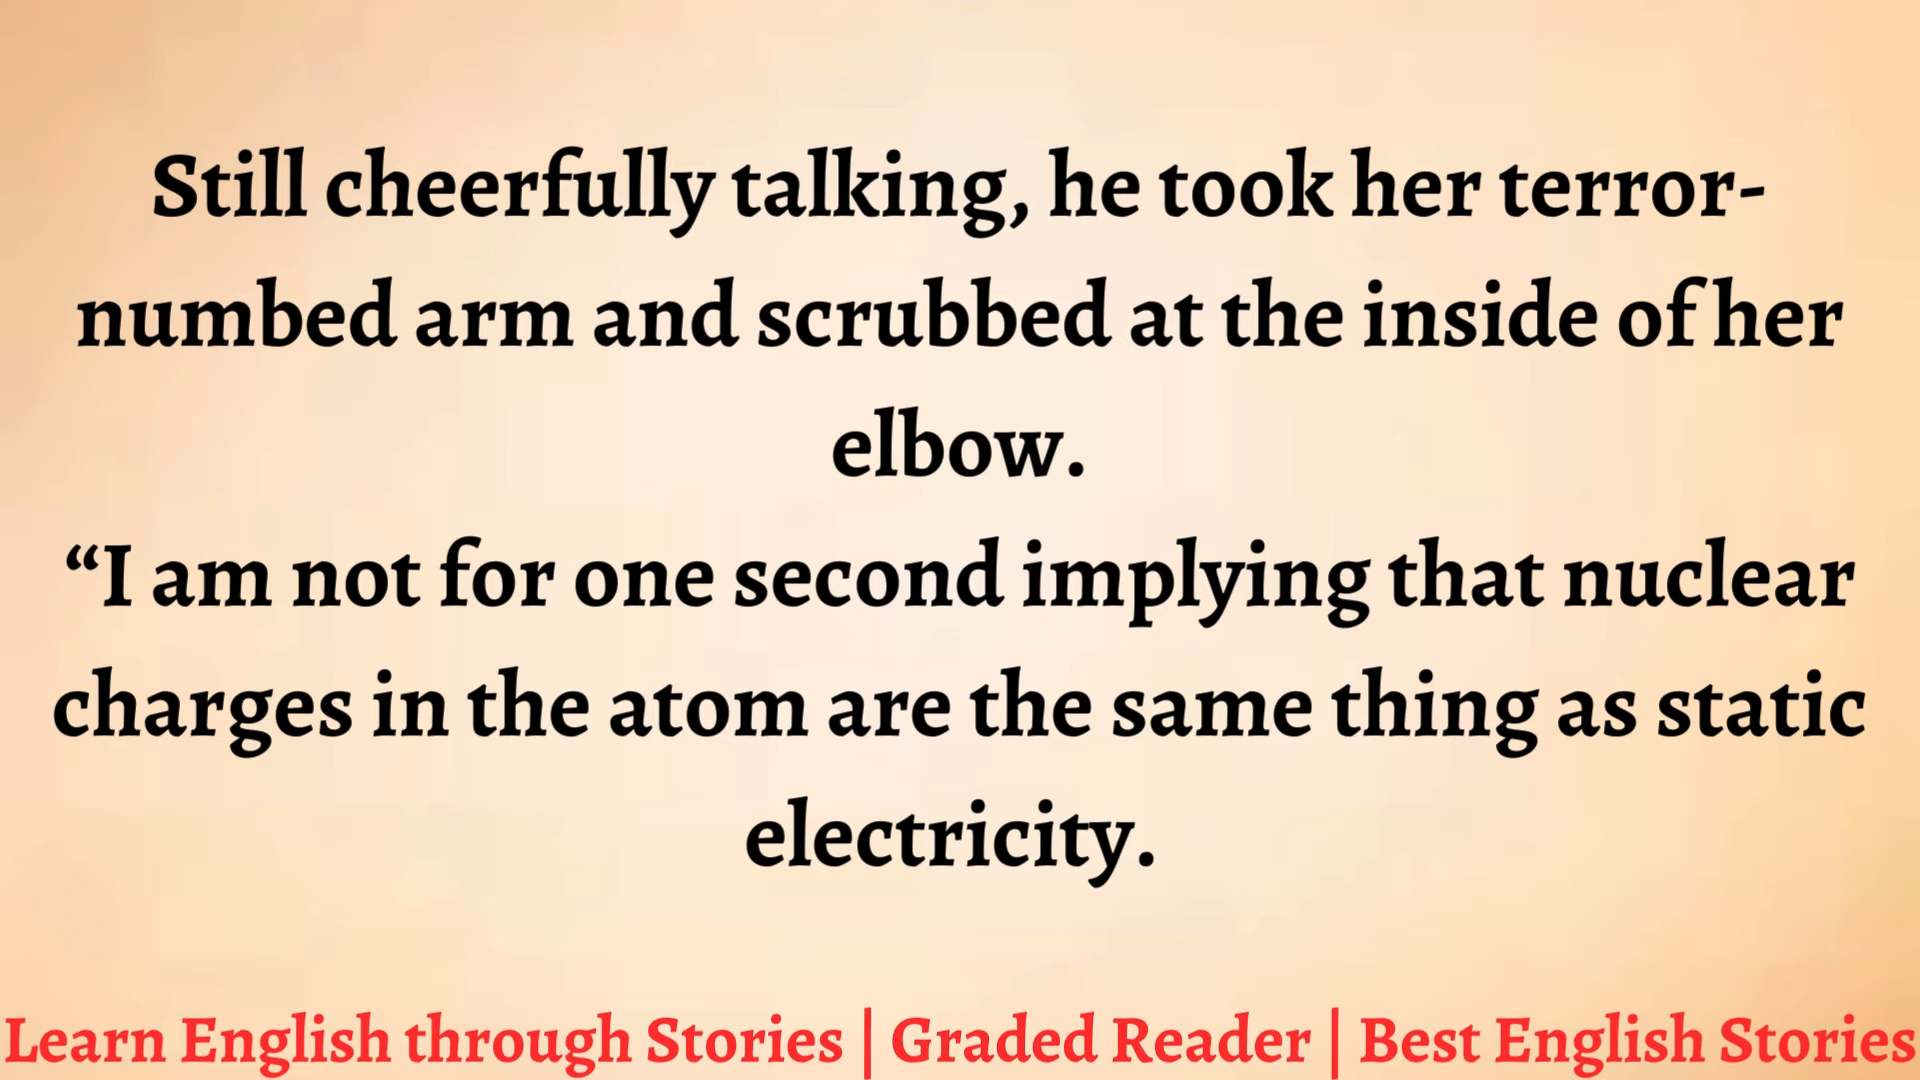 Still cheerfully talking, he took her terror-
numbed arm and scrubbed at the inside of her
elbow.
“I am not for one second implying that nuclear
charges in the atom are the same thing as static
electricity.
Learn English through Stories | Graded Reader | Best English Stories